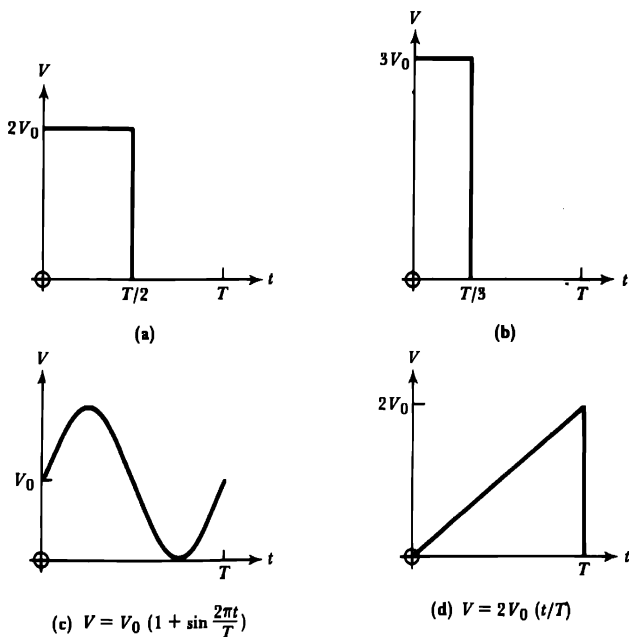 V
2V₀
T/2
T
t
(a)
V
3V₀
T/3
T
t
(b)
V
V₀
T
t
(c) V = V₀ (1 + sin 2πt/T)
V
2V₀
T
t
(d) V = 2V₀ (t/T)